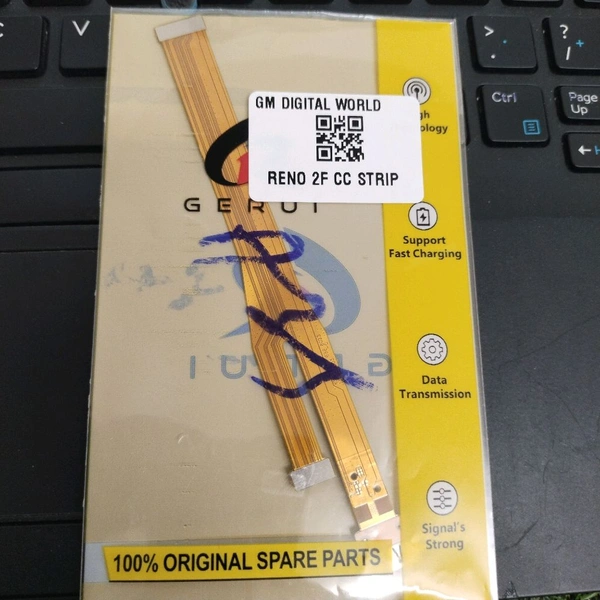 C
V
>
.
?
/
+
Ctrl
Page
Up
GM DIGITAL WORLD
RENO 2F CC STRIP
GERUI
Support
Fast Charging
Data
Transmission
Signal's
Strong
100% ORIGINAL SPARE PARTS